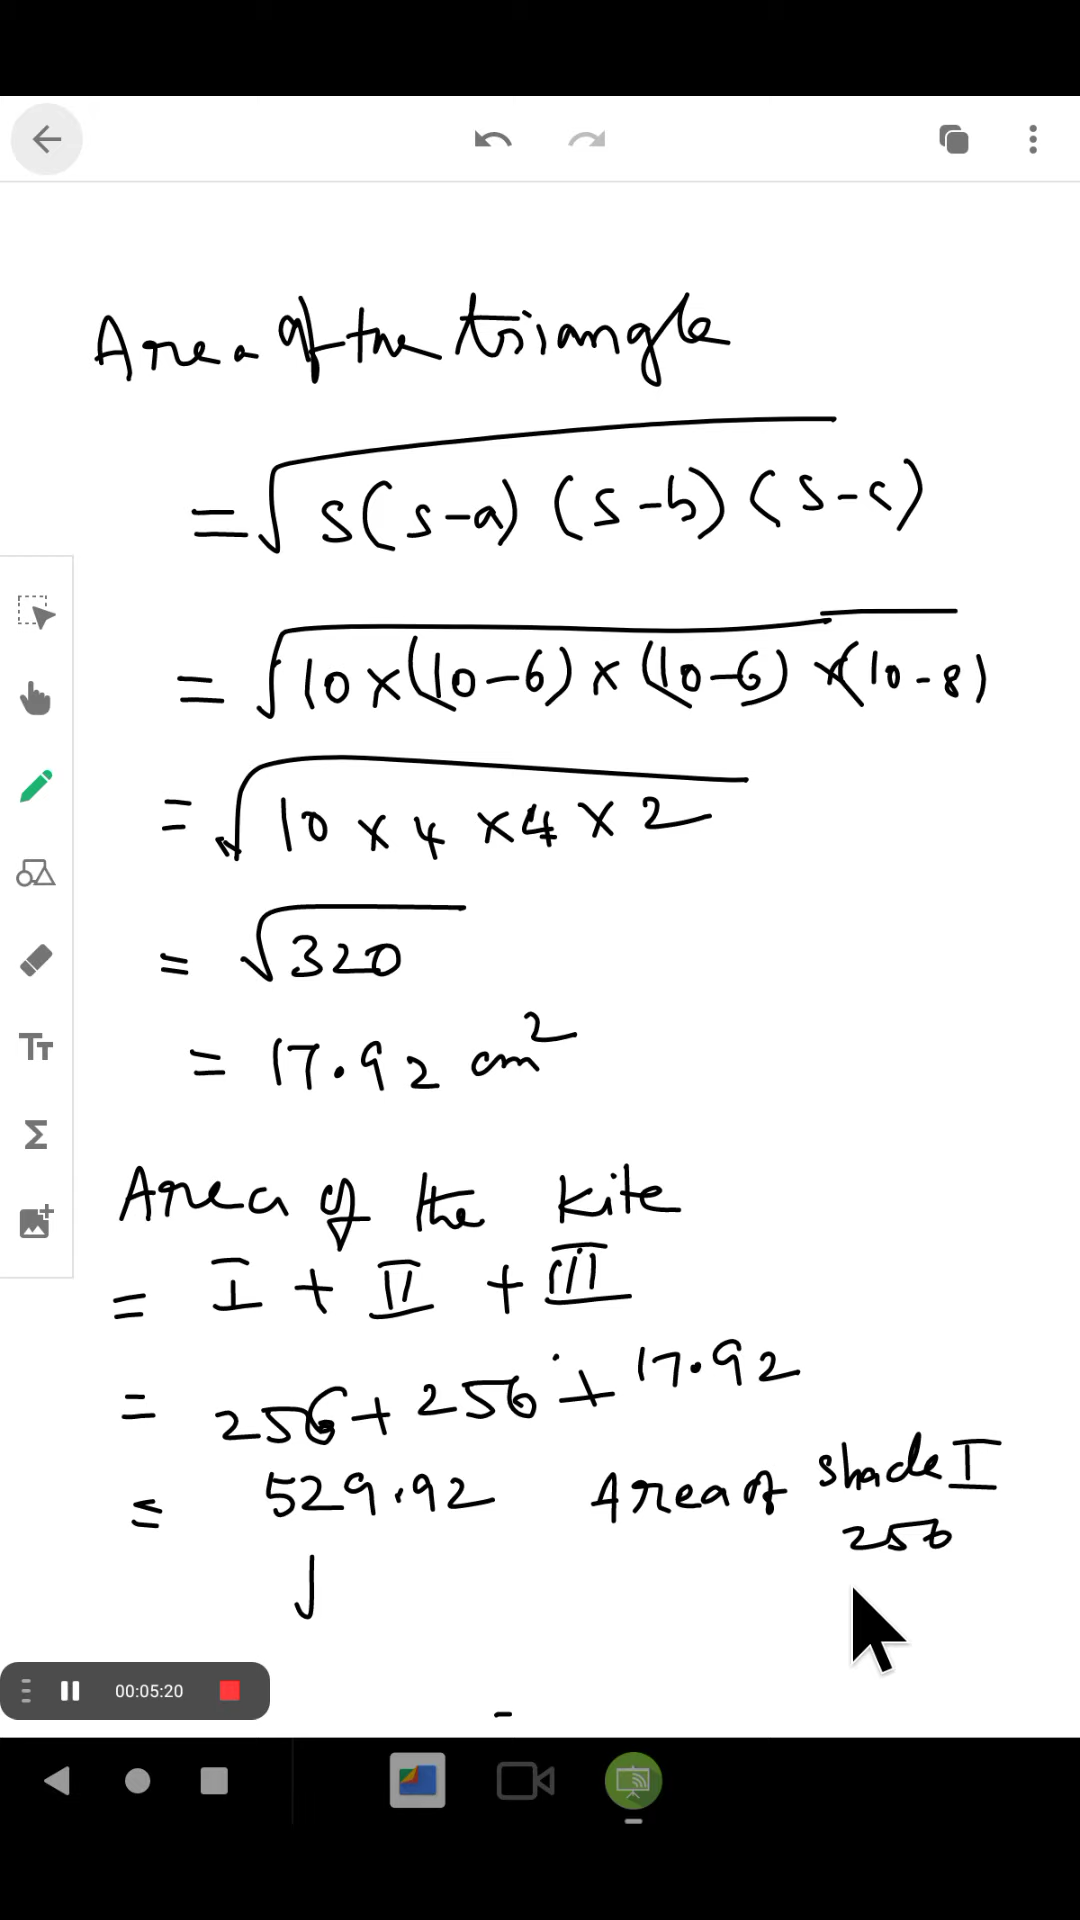 Area of the triangle
= √s(s-a)(s-b)(s-c)
= √10×(10-6)×(10-6)×(10-8)
= √10×4×4×2
= √320
= 17.92 cm²
Area of the kite
= I + II + III
= 256 + 256 + 17.92
= 529.92
Area of shade I
256
Tт
Σ
00:05:20